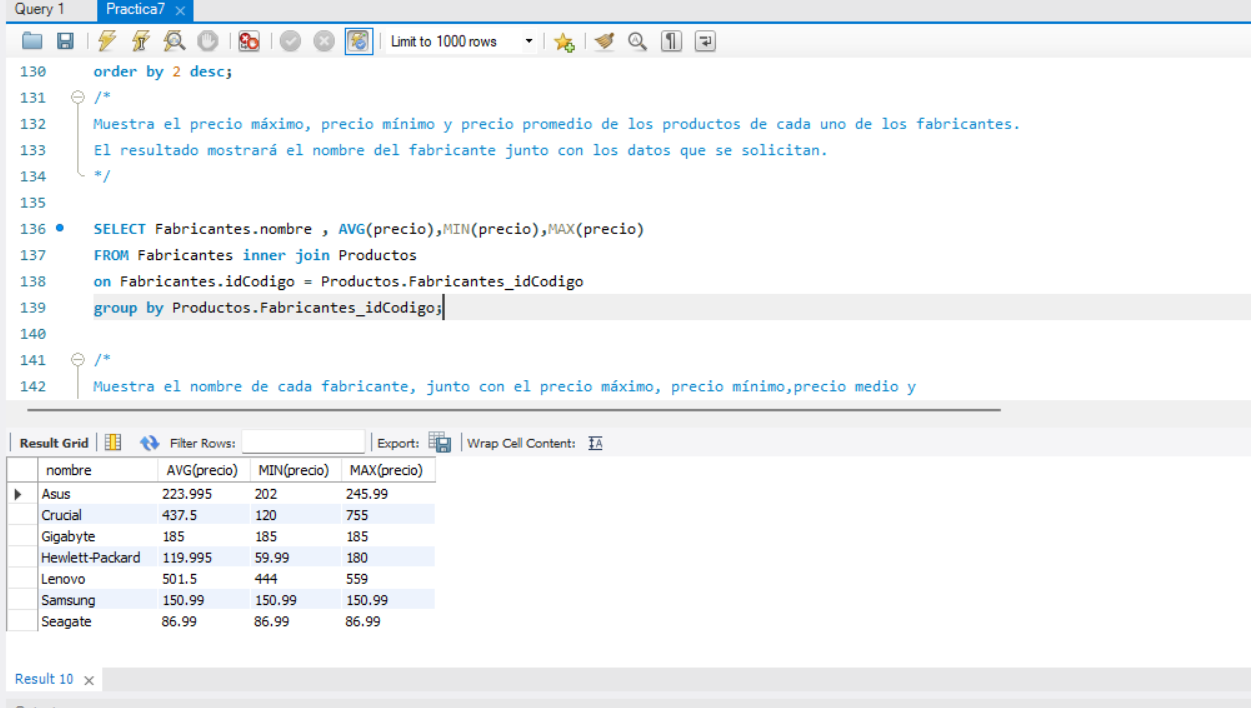 Query 1 Practica7
Limit to 1000 rows
130 order by 2 desc;
131 /*
132 Muestra el precio máximo, precio mínimo y precio promedio de los productos de cada uno de los fabricantes.
133 El resultado mostrará el nombre del fabricante junto con los datos que se solicitan.
134 */
135
136 SELECT Fabricantes.nombre , AVG(precio),MIN(precio),MAX(precio)
137 FROM Fabricantes inner join Productos
138 on Fabricantes.idCodigo = Productos.Fabricantes_idCodigo
139 group by Productos.Fabricantes_idCodigo;
140
141 /*
142 Muestra el nombre de cada fabricante, junto con el precio máximo, precio mínimo,precio medio y
Result Grid Filter Rows: Export: Wrap Cell Content: IA
nombre AVG(precio) MIN(precio) MAX(precio)
Asus 223.995 202 245.99
Crucial 437.5 120 755
Gigabyte 185 185 185
Hewlett-Packard 119.995 59.99 180
Lenovo 501.5 444 559
Samsung 150.99 150.99 150.99
Seagate 86.99 86.99 86.99
Result 10